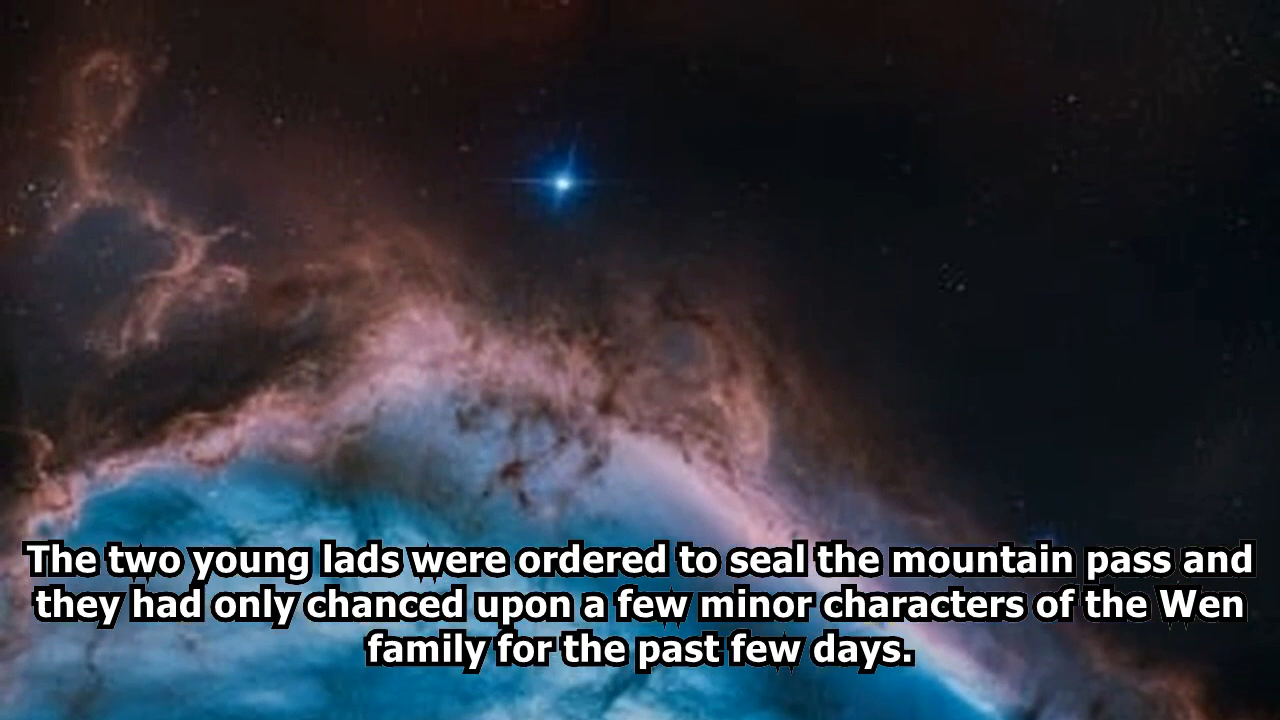 The two young lads were ordered to seal the mountain pass and
they had only chanced upon a few minor characters of the Wen
family for the past few days.